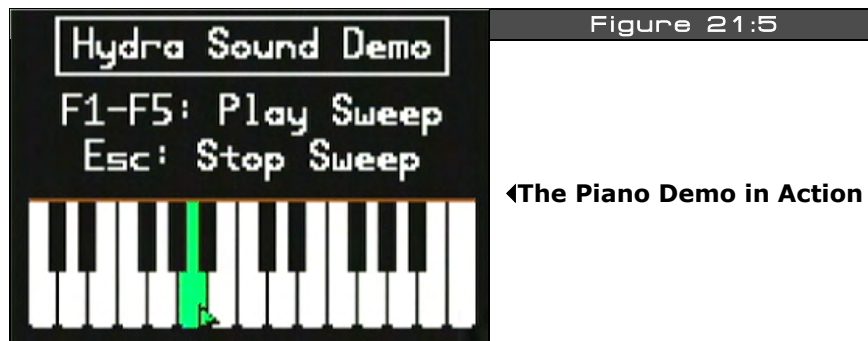 Figure 21:5
Hydra Sound Demo
F1-F5: Play Sweep
Esc: Stop Sweep
The Piano Demo in Action